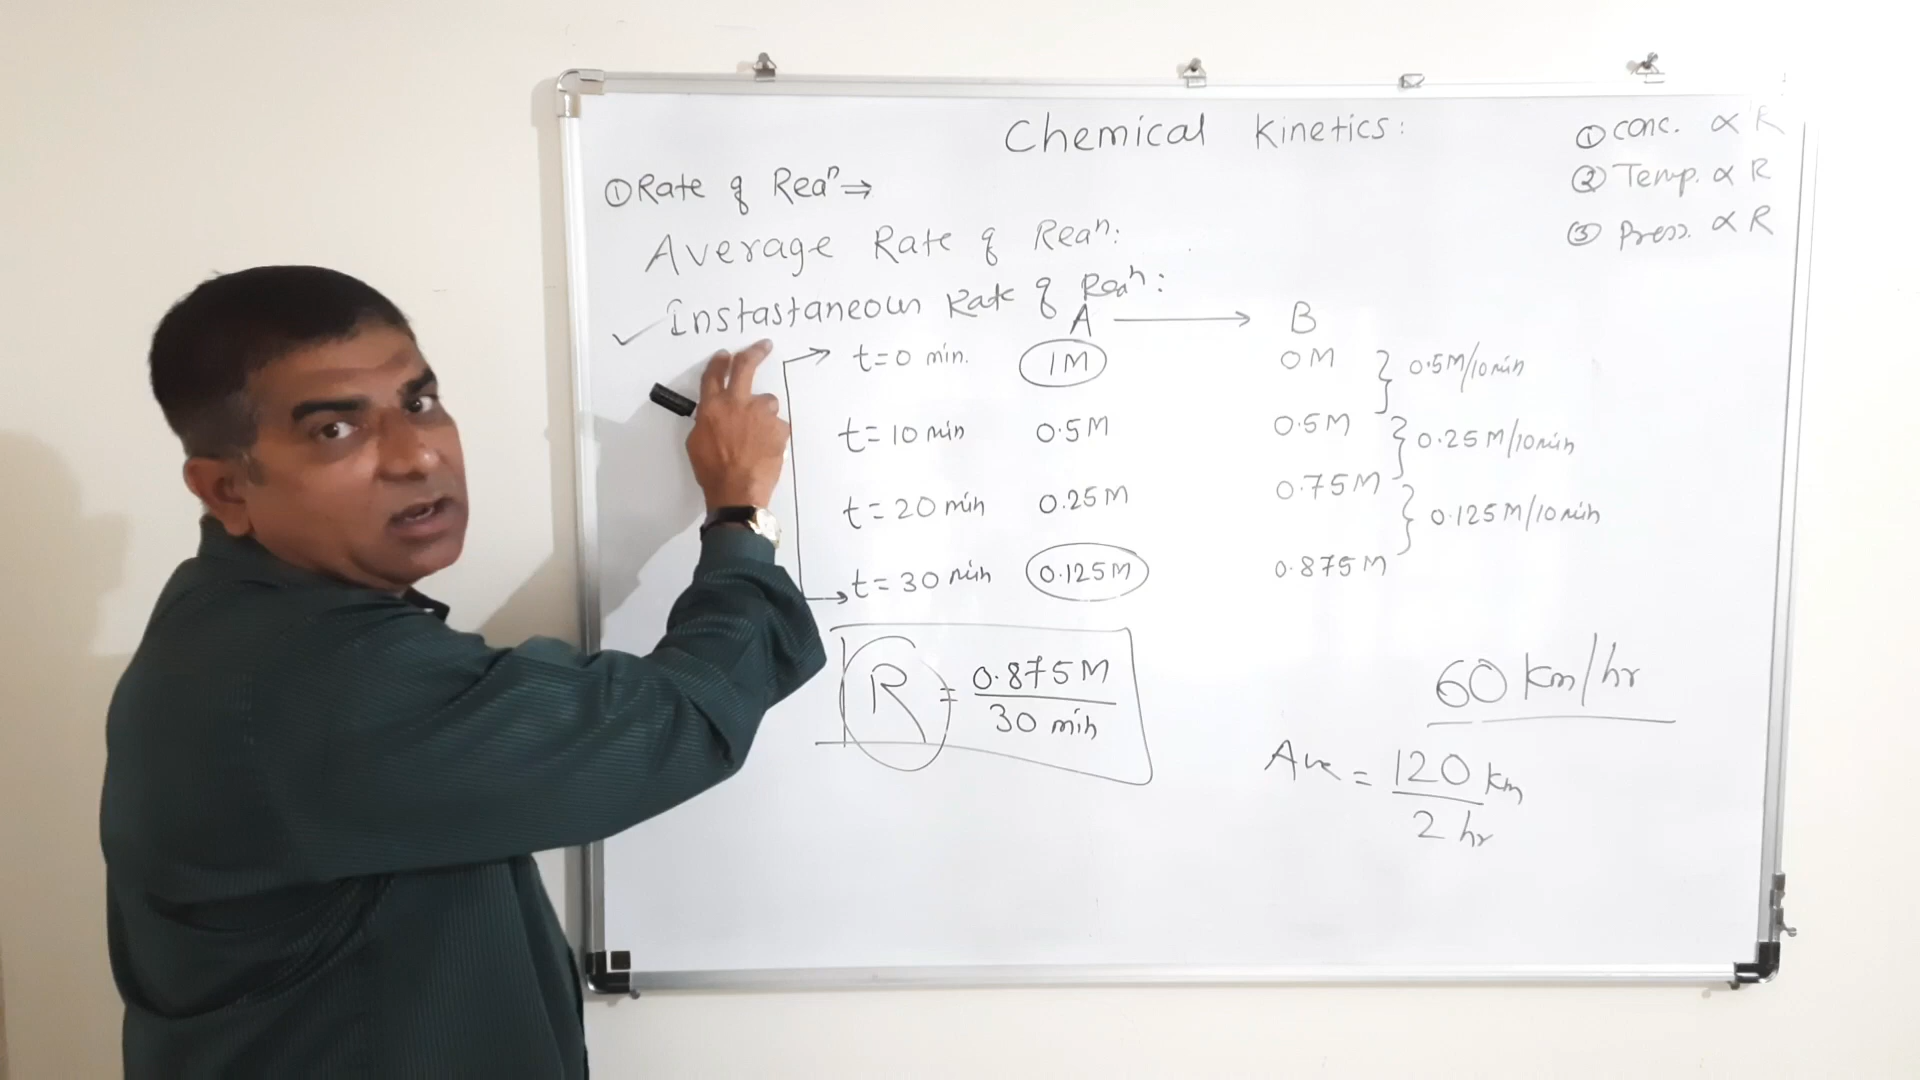 Chemical Kinetics:
① Conc. ∝ R
② Temp. ∝ R
③ Press. ∝ R
① Rate of Reaⁿ ⇒
Average Rate of Reaⁿ:
✓ Instastaneous Rate of Reaⁿ:
A → B
t=0 min. 1M 0M } 0.5M/10min
t=10 min 0.5M 0.5M } 0.25M/10min
t=20 min 0.25M 0.75M } 0.125M/10min
t=30 min 0.125M 0.875M
R = 0.875M
30 min
60 km/hr
Ave = 120 km
2 hr